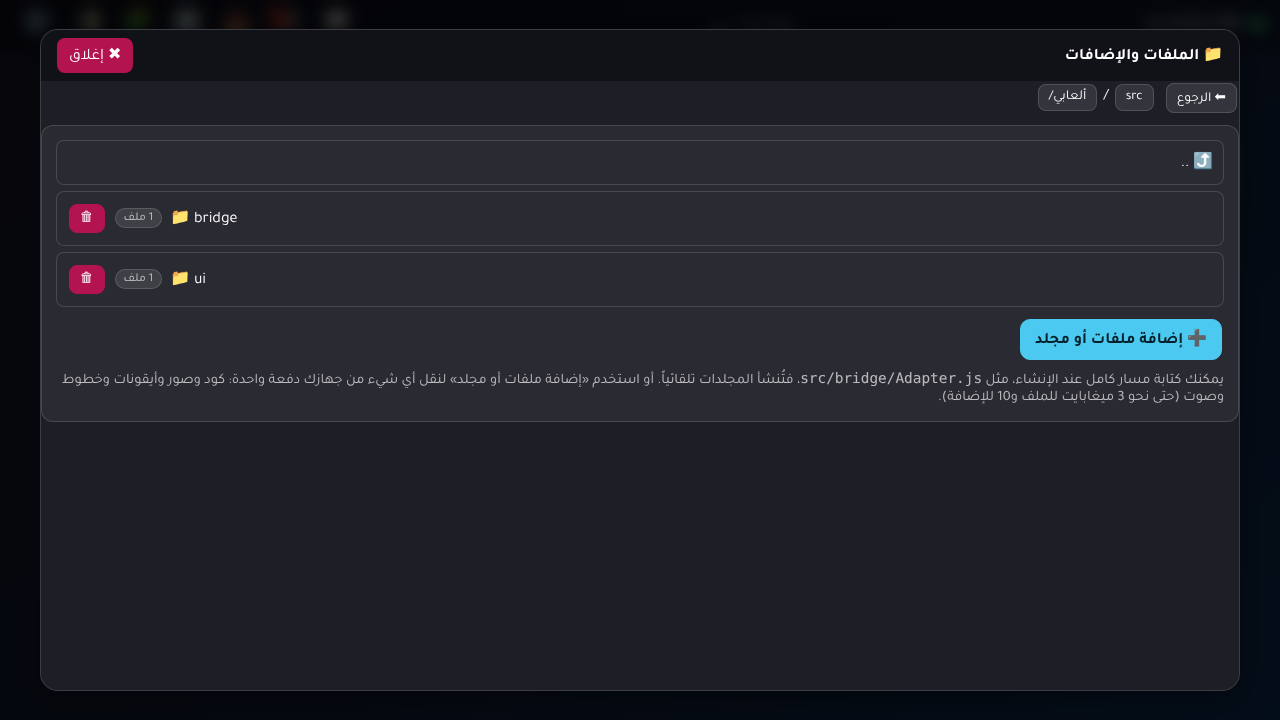 📁 الملفات والإضافات
✖ إغلاق
⬅ الرجوع
src / ألعابي/
⤴ ..
bridge 📁 1 ملف 🗑
ui 📁 1 ملف 🗑
➕ إضافة ملفات أو مجلد
يمكنك كتابة مسار كامل عند الإنشاء، مثل src/bridge/Adapter.js، فتُنشأ المجلدات تلقائياً. أو استخدم «إضافة ملفات أو مجلد» لنقل أي شيء من جهازك دفعة واحدة: كود وصور وأيقونات وخطوط
وصوت (حتى نحو 3 ميغابايت للملف و10 للإضافة).